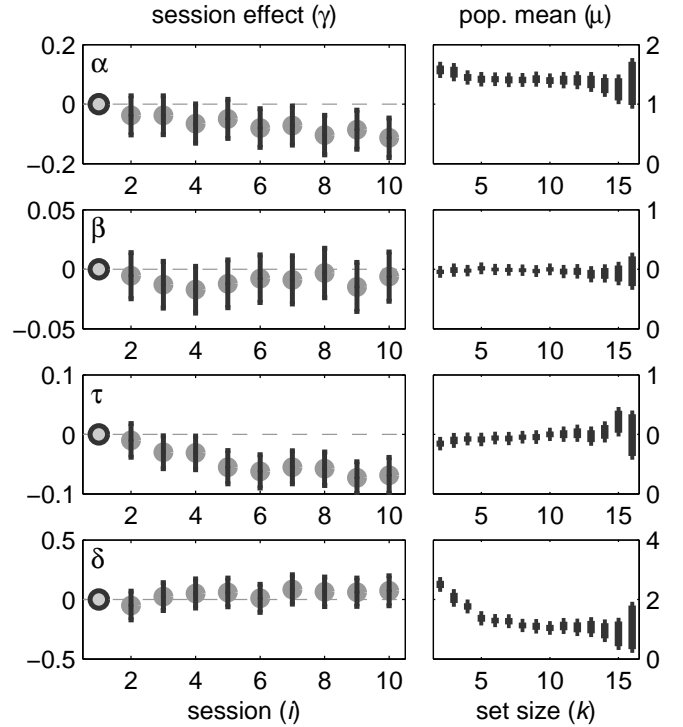 session effect (γ) pop. mean (μ)
0.2 α 2
0 1
−0.2 0
2 4 6 8 10 5 10 15
0.05 β 1
0 0
−0.05 0
2 4 6 8 10 5 10 15
0.1 τ 1
0 0
−0.1 0
2 4 6 8 10 5 10 15
0.5 δ 4
0 2
−0.5 0
2 4 6 8 10 5 10 15
session (i) set size (k)